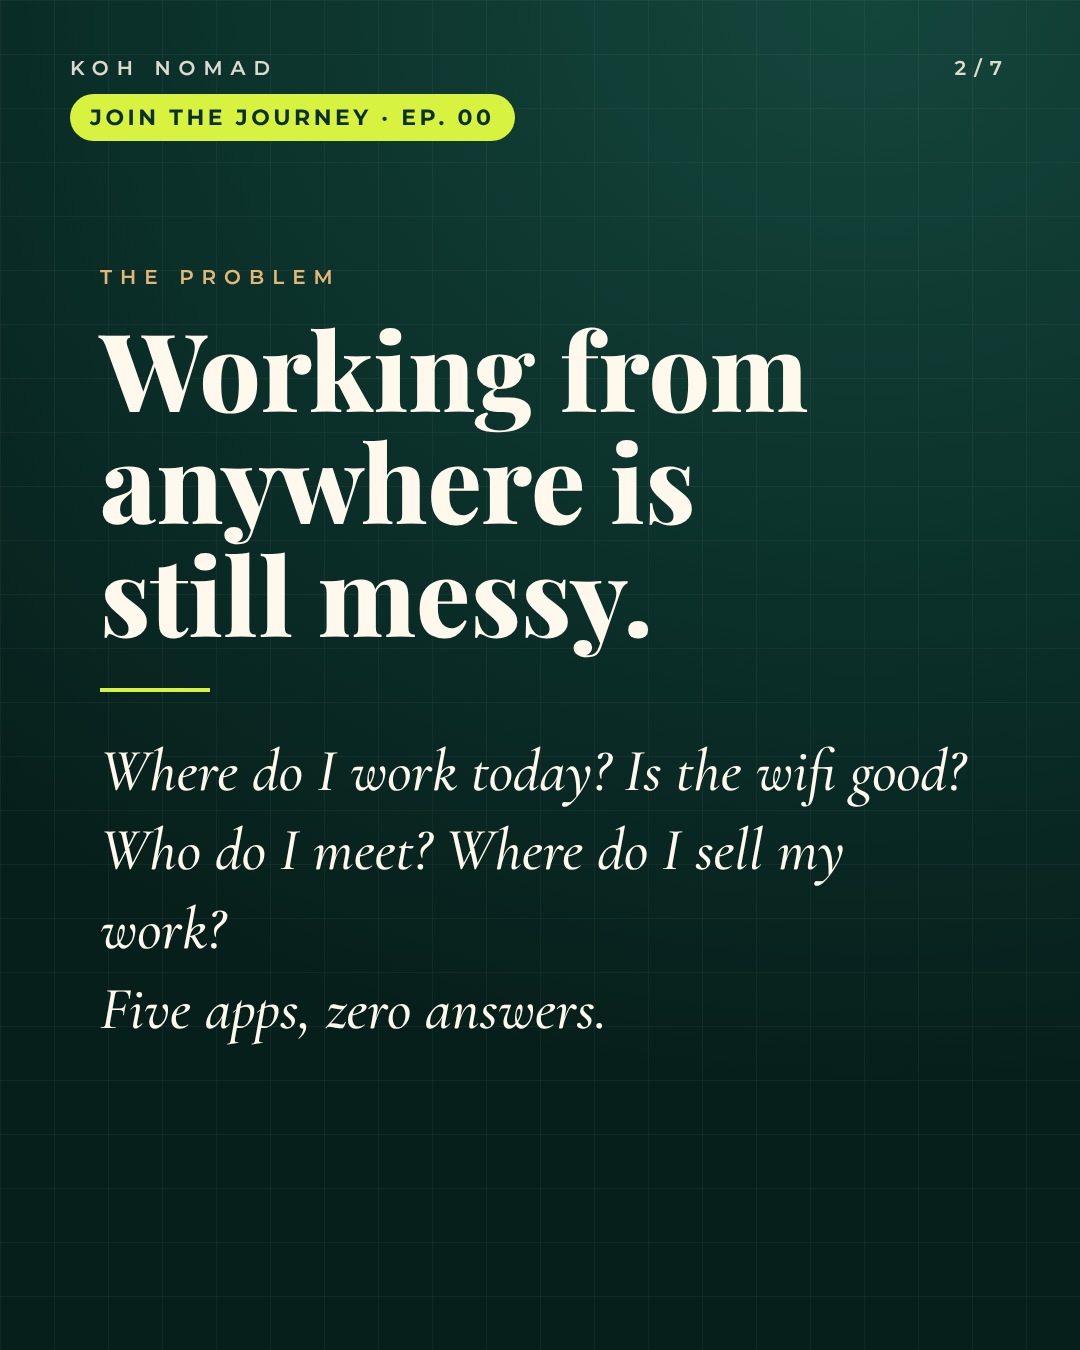 KOH NOMAD
2/7
JOIN THE JOURNEY · EP. 00
THE PROBLEM
Working from
anywhere is
still messy.
Where do I work today? Is the wifi good?
Who do I meet? Where do I sell my
work?
Five apps, zero answers.